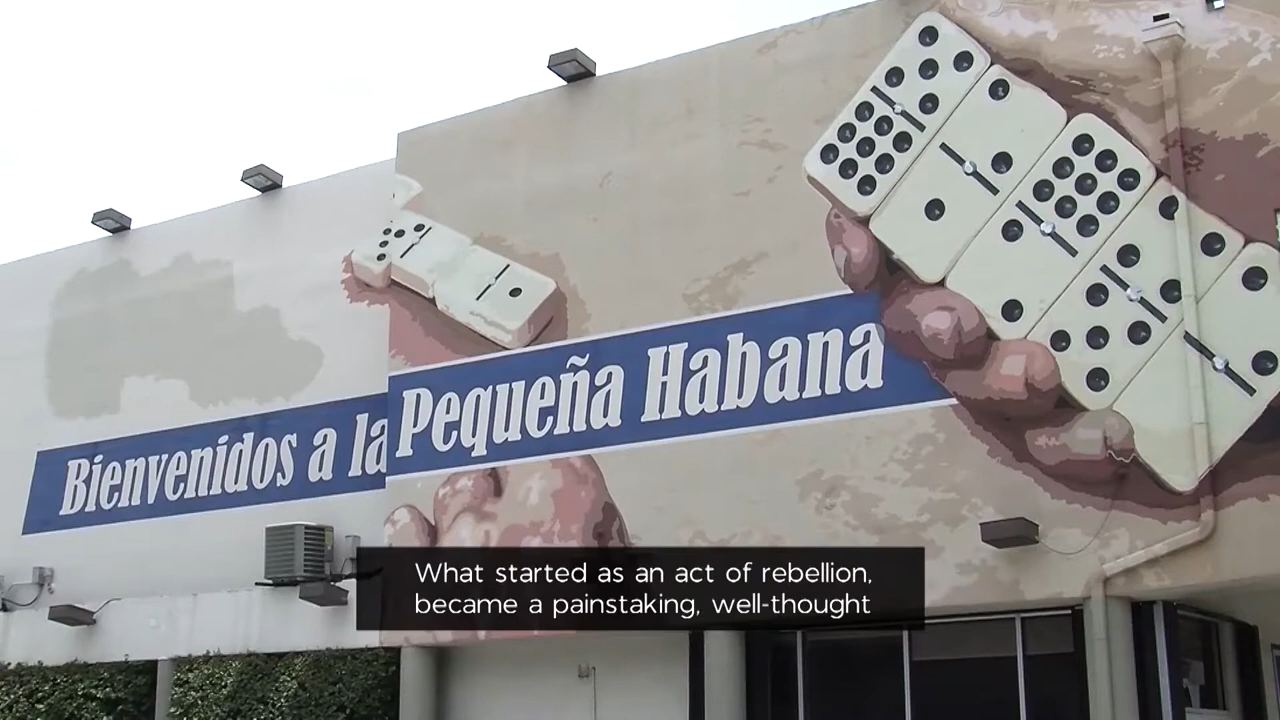 Bienvenidos a la Pequeña Habana
What started as an act of rebellion,
became a painstaking, well-thought